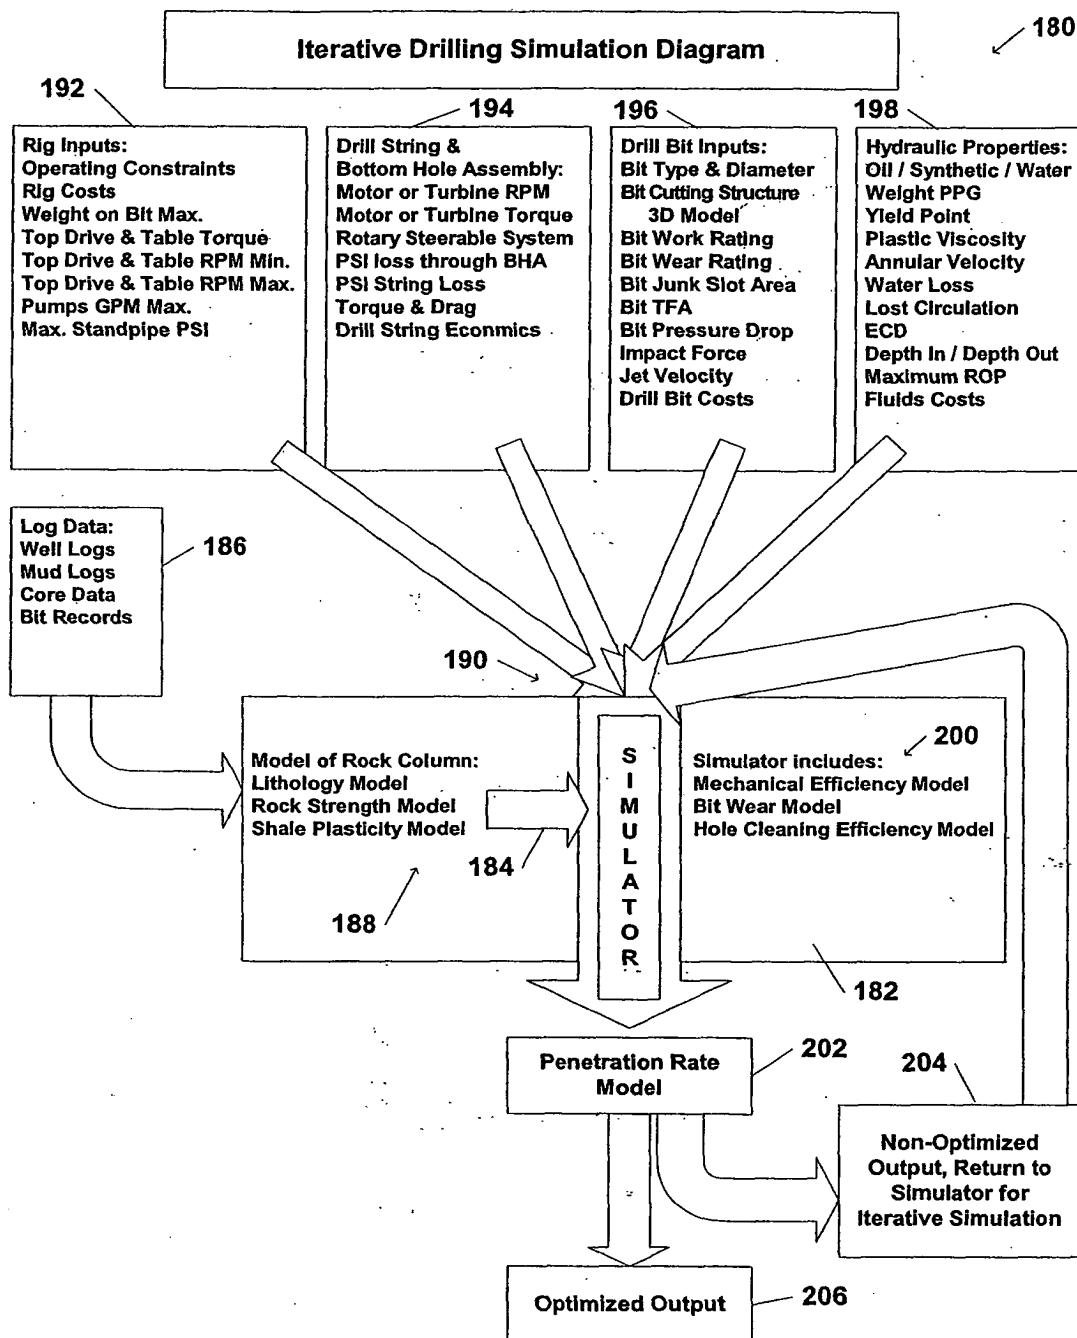 Iterative Drilling Simulation Diagram
180
192
194
196
198
Rig Inputs:
Operating Constraints
Rig Costs
Weight on Bit Max.
Top Drive & Table Torque
Top Drive & Table RPM Min.
Top Drive & Table RPM Max.
Pumps GPM Max.
Max. Standpipe PSI
Drill String &
Bottom Hole Assembly:
Motor or Turbine RPM
Motor or Turbine Torque
Rotary Steerable System
PSI loss through BHA
PSI String Loss
Torque & Drag
Drill String Econmics
Drill Bit Inputs:
Bit Type & Diameter
Bit Cutting Structure
3D Model
Bit Work Rating
Bit Wear Rating
Bit Junk Slot Area
Bit TFA
Bit Pressure Drop
Impact Force
Jet Velocity
Drill Bit Costs
Hydraulic Properties:
Oil / Synthetic / Water
Weight PPG
Yield Point
Plastic Viscosity
Annular Velocity
Water Loss
Lost Circulation
ECD
Depth In / Depth Out
Maximum ROP
Fluids Costs
Log Data:
Well Logs
Mud Logs
Core Data
Bit Records
186
190
Model of Rock Column:
Lithology Model
Rock Strength Model
Shale Plasticity Model
184
188
SIMULATOR
200
Simulator includes:
Mechanical Efficiency Model
Bit Wear Model
Hole Cleaning Efficiency Model
182
Penetration Rate
Model
202
204
Non-Optimized
Output, Return to
Simulator for
Iterative Simulation
Optimized Output
206